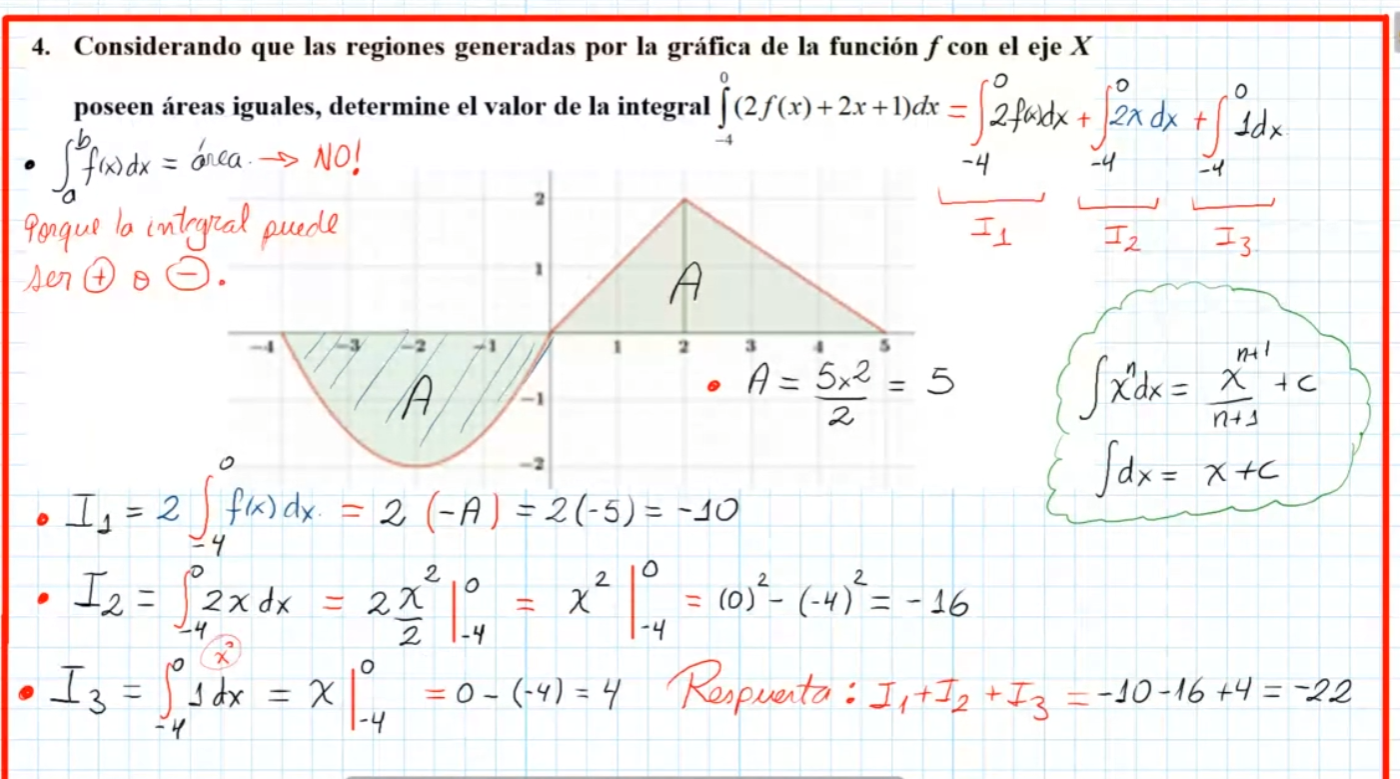 4. Considerando que las regiones generadas por la gráfica de la función f con el eje X
poseen áreas iguales, determine el valor de la integral ∫_{-4}^{0} (2f(x)+2x+1)dx = ∫_{-4}^{0} 2f(x)dx + ∫_{-4}^{0} 2x dx + ∫_{-4}^{0} 1dx
I₁ I₂ I₃
• ∫_{a}^{b} f(x)dx = área. → NO!
Porque la integral puede
ser ⊕ o ⊖.
2
1
A
-4 -3 -2 -1 1 2 3 4 5
A
-1
-2
• A = 5x2/2 = 5
∫xⁿdx = x^{n+1}/(n+1) + c
∫dx = x+c
• I₁ = 2 ∫_{-4}^{0} f(x)dx. = 2 (-A) = 2(-5) = -10
• I₂ = ∫_{-4}^{0} 2x dx = 2 x²/2 |_{-4}^{0} = x² |_{-4}^{0} = (0)² - (-4)² = -16
x⁰
• I₃ = ∫_{-4}^{0} 1 dx = x |_{-4}^{0} = 0 - (-4) = 4 Respuesta: I₁+I₂+I₃ = -10-16+4 = -22